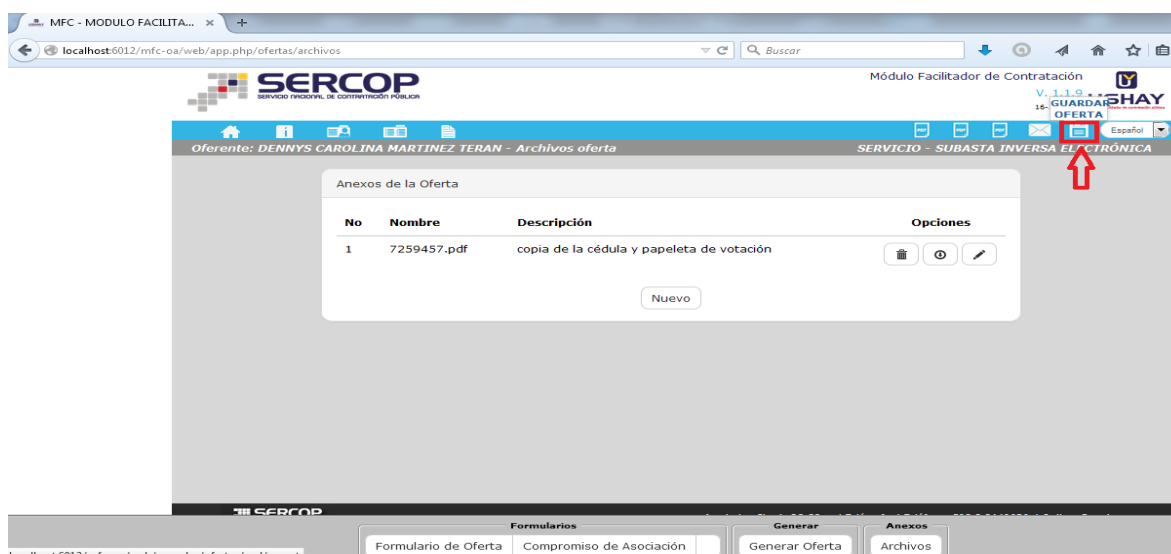 MFC - MODULO FACILITA... × +
localhost:6012/mfc-oa/web/app.php/ofertas/archivos
Buscar
SERCOP
SERVICIO NACIONAL DE CONTRATACIÓN PÚBLICA
Módulo Facilitador de Contratación
V. 1.1.9
16-
USHAY
GUARDAR
OFERTA
Español
Oferente: DENNYS CAROLINA MARTINEZ TERAN - Archivos oferta
SERVICIO - SUBASTA INVERSA ELECTRÓNICA
Anexos de la Oferta
No Nombre Descripción Opciones
1 7259457.pdf copia de la cédula y papeleta de votación
Nuevo
SERCOP
Formularios Generar Anexos
Formulario de Oferta Compromiso de Asociación Generar Oferta Archivos